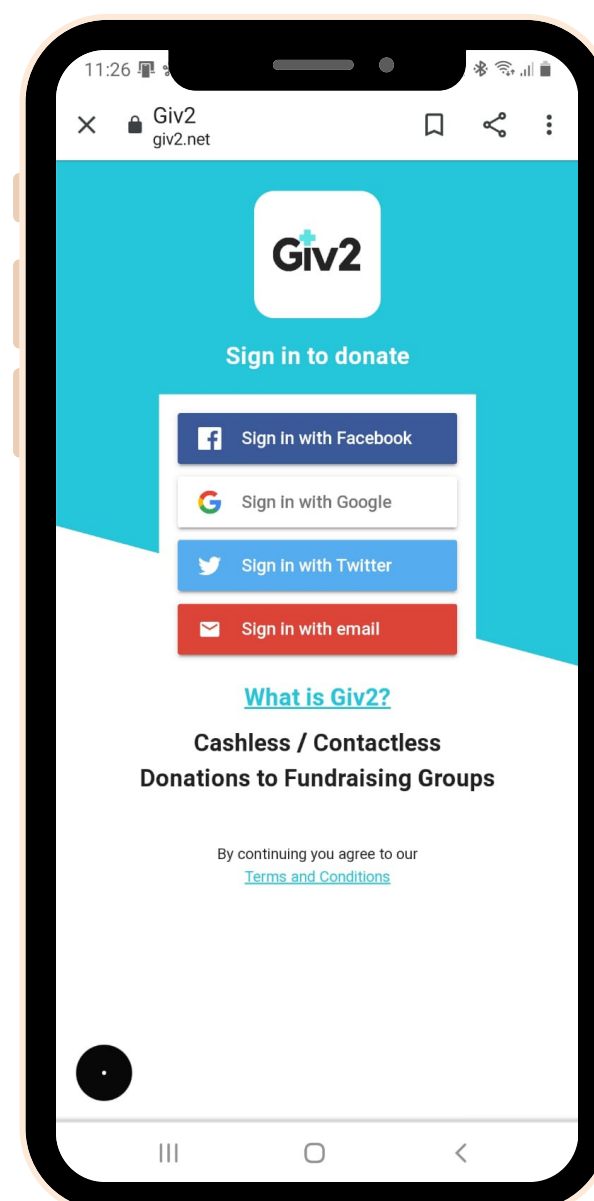 11:26
Giv2
giv2.net
Giv2
Sign in to donate
Sign in with Facebook
Sign in with Google
Sign in with Twitter
Sign in with email
What is Giv2?
Cashless / Contactless
Donations to Fundraising Groups
By continuing you agree to our
Terms and Conditions